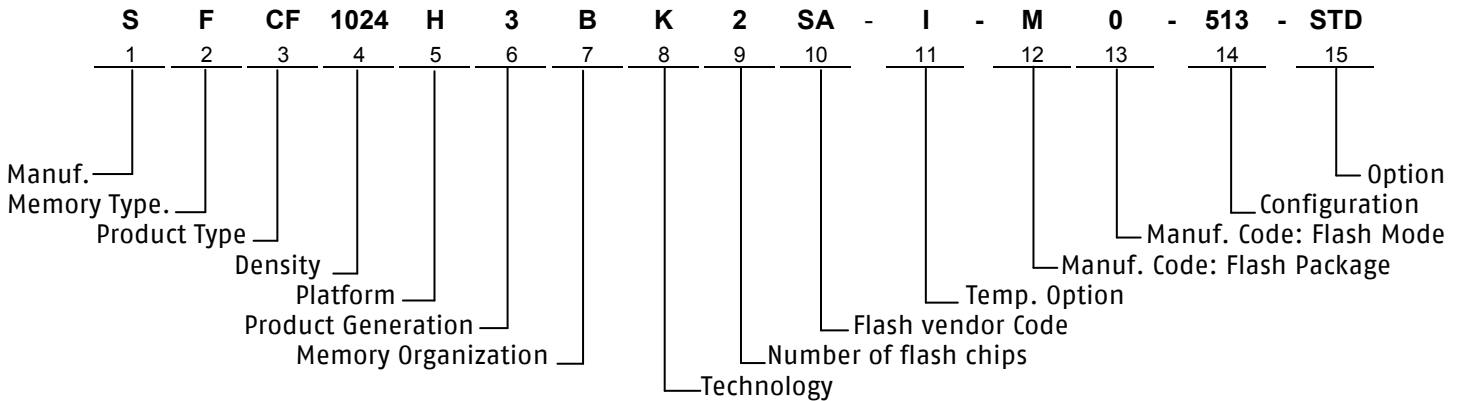 S F CF 1024 H 3 B K 2 SA - I - M 0 - 513 - STD
1 2 3 4 5 6 7 8 9 10 11 12 13 14 15
Manuf. Option
Memory Type. Configuration
Product Type Manuf. Code: Flash Mode
Density Manuf. Code: Flash Package
Platform Temp. Option
Product Generation Flash vendor Code
Memory Organization Number of flash chips
Technology